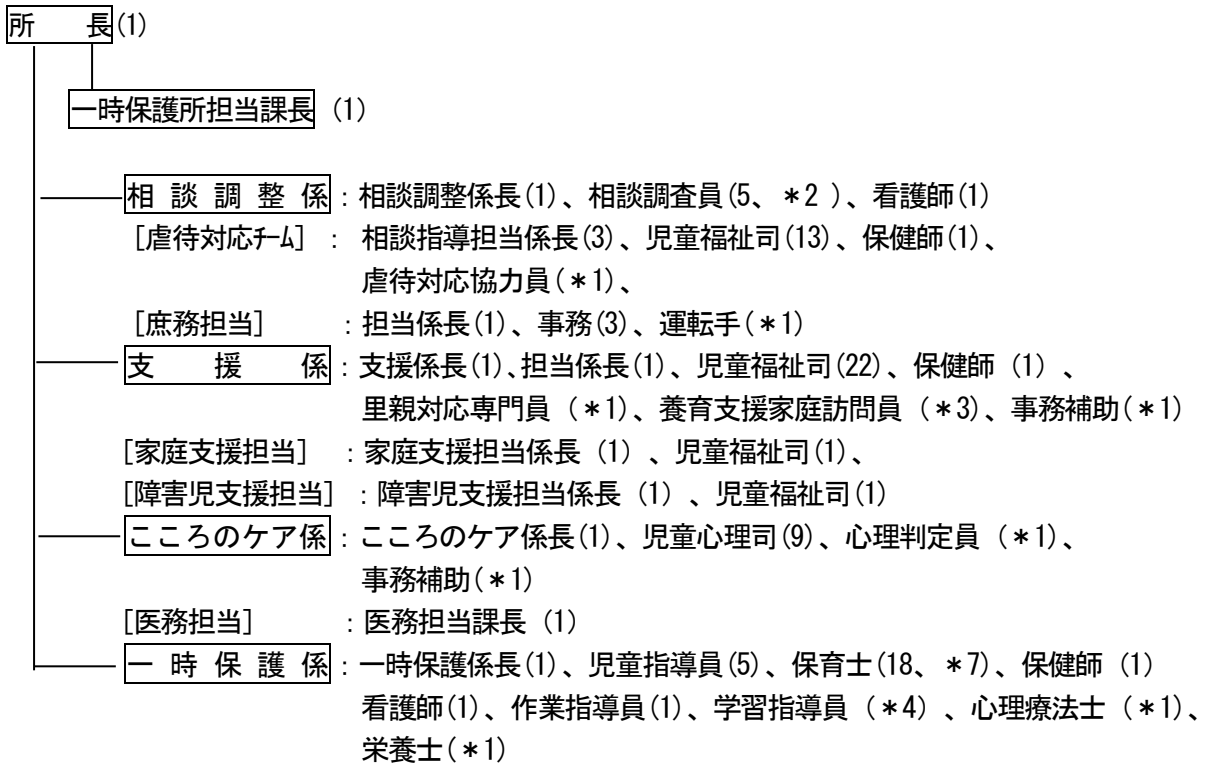 所　　長(1)
一時保護所担当課長 (1)
相 談 調 整 係：相談調整係長(1)、相談調査員(5、＊2 )、看護師(1)
[虐待対応ﾁｰﾑ] ： 相談指導担当係長(3)、児童福祉司(13)、保健師(1)、
虐待対応協力員(＊1)、
[庶務担当] ：担当係長(1)、事務(3)、運転手(＊1)
支　援　係：支援係長(1)、担当係長(1)、児童福祉司(22)、保健師 (1) 、
里親対応専門員 (＊1)、養育支援家庭訪問員 (＊3)、事務補助(＊1)
[家庭支援担当] ：家庭支援担当係長 (1) 、児童福祉司(1)、
[障害児支援担当] ：障害児支援担当係長 (1) 、児童福祉司(1)
こころのケア係：こころのケア係長(1)、児童心理司(9)、心理判定員 (＊1)、
事務補助(＊1)
[医務担当] ：医務担当課長 (1)
一 時 保 護 係：一時保護係長(1)、児童指導員(5)、保育士(18、＊7)、保健師 (1)
看護師(1)、作業指導員(1)、学習指導員 (＊4) 、心理療法士 (＊1)、
栄養士(＊1)